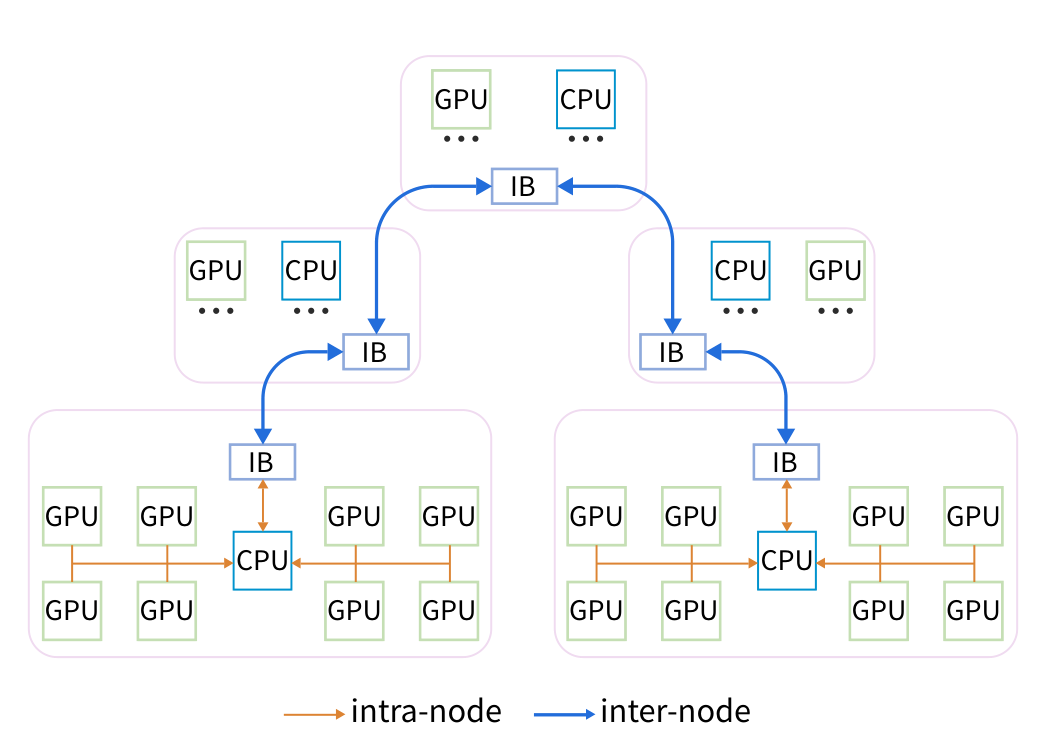 GPU CPU
•••  •••
IB
GPU CPU CPU GPU
•••  •••  •••  •••
IB IB
IB IB
GPU GPU GPU GPU GPU GPU GPU GPU
CPU CPU
GPU GPU GPU GPU GPU GPU GPU GPU
intra-node inter-node